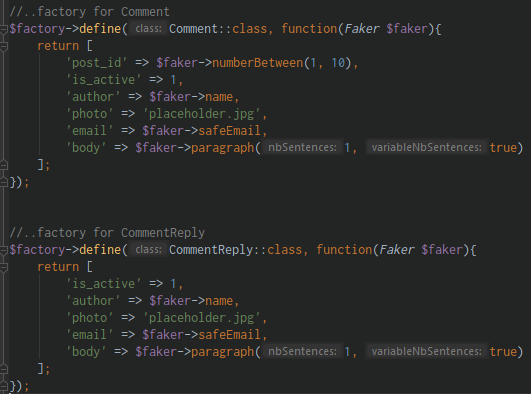 //..factory for Comment
$factory->define( class: Comment::class, function(Faker $faker){
    return [
        'post_id' => $faker->numberBetween(1, 10),
        'is_active' => 1,
        'author' => $faker->name,
        'photo' => 'placeholder.jpg',
        'email' => $faker->safeEmail,
        'body' => $faker->paragraph( nbSentences: 1, variableNbSentences: true)
    ];
});
//..factory for CommentReply
$factory->define( class: CommentReply::class, function(Faker $faker){
    return [
        'is_active' => 1,
        'author' => $faker->name,
        'photo' => 'placeholder.jpg',
        'email' => $faker->safeEmail,
        'body' => $faker->paragraph( nbSentences: 1, variableNbSentences: true)
    ];
});